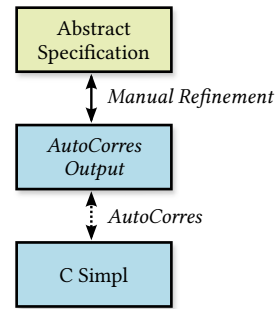 Abstract
Specification
Manual Refinement
AutoCorres
Output
AutoCorres
C Simpl